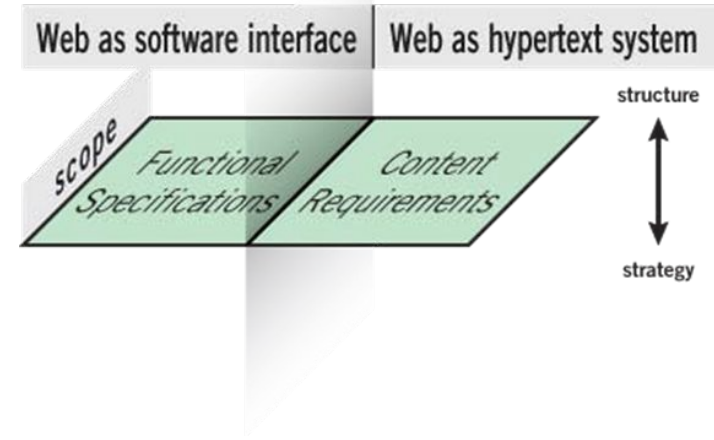 Web as software interface
Web as hypertext system
structure
scope
Functional
Specifications
Content
Requirements
strategy